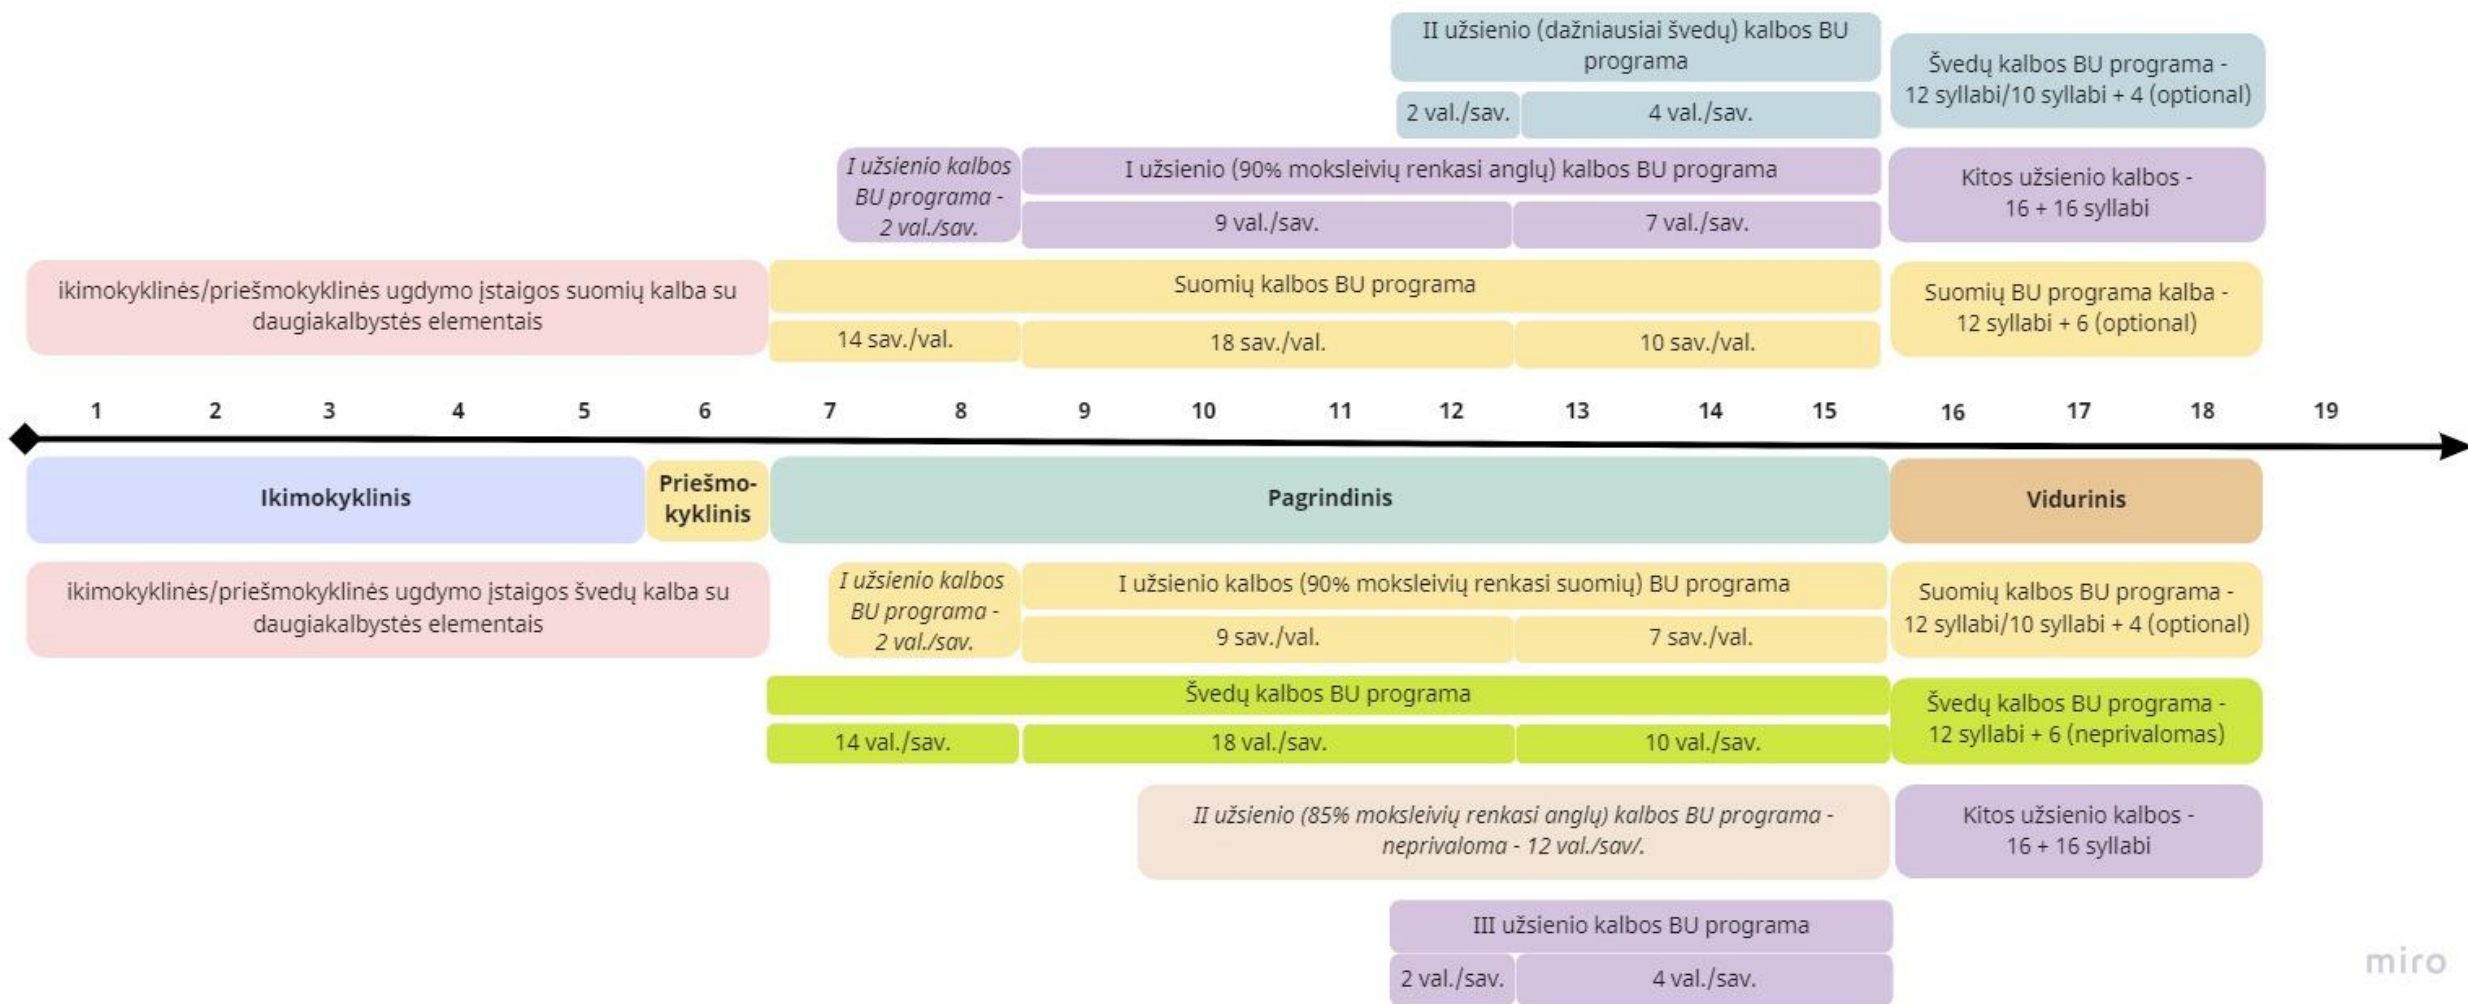 II užsienio (dažniausiai švedų) kalbos BU
programa
2 val./sav.
4 val./sav.
Švedų kalbos BU programa -
12 syllabi/10 syllabi + 4 (optional)
I užsienio kalbos
BU programa -
2 val./sav.
I užsienio (90% moksleivių renkasi anglų) kalbos BU programa
9 val./sav.
7 val./sav.
Kitos užsienio kalbos -
16 + 16 syllabi
ikimokyklinės/priešmokyklinės ugdymo įstaigos suomių kalba su
daugiakalbystės elementais
Suomių kalbos BU programa
14 sav./val.
18 sav./val.
10 sav./val.
Suomių BU programa kalba -
12 syllabi + 6 (optional)
1 2 3 4 5 6 7 8 9 10 11 12 13 14 15 16 17 18 19
Ikimokyklinis
Priešmo-
kyklinis
Pagrindinis
Vidurinis
ikimokyklinės/priešmokyklinės ugdymo įstaigos švedų kalba su
daugiakalbystės elementais
I užsienio kalbos
BU programa -
2 val./sav.
I užsienio kalbos (90% moksleivių renkasi suomių) BU programa
9 sav./val.
7 sav./val.
Suomių kalbos BU programa -
12 syllabi/10 syllabi + 4 (optional)
Švedų kalbos BU programa
14 val./sav.
18 val./sav.
10 val./sav.
Švedų kalbos BU programa -
12 syllabi + 6 (neprivalomas)
II užsienio (85% moksleivių renkasi anglų) kalbos BU programa -
neprivaloma - 12 val./sav/.
Kitos užsienio kalbos -
16 + 16 syllabi
III užsienio kalbos BU programa
2 val./sav.
4 val./sav.
miro